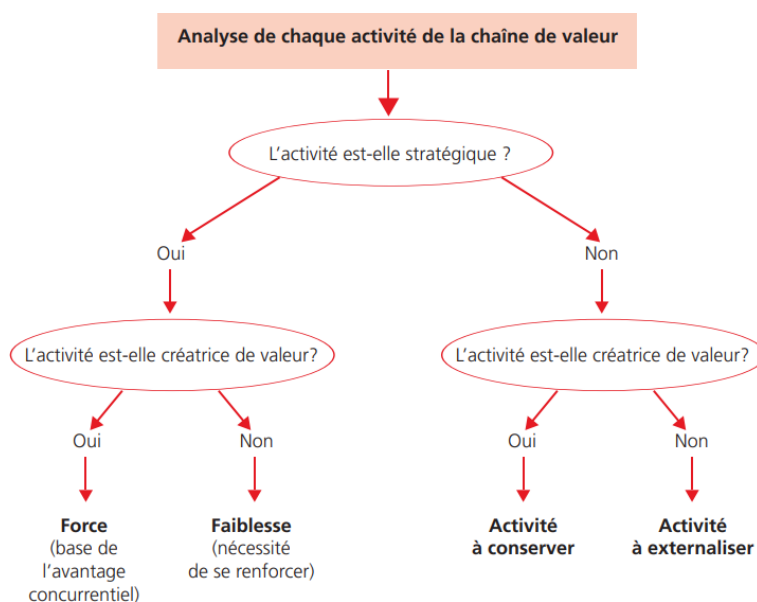 Analyse de chaque activité de la chaîne de valeur
L'activité est-elle stratégique ?
Oui
Non
L'activité est-elle créatrice de valeur?
L'activité est-elle créatrice de valeur?
Oui
Non
Oui
Non
Force
(base de
l'avantage
concurrentiel)
Faiblesse
(nécessité
de se renforcer)
Activité
à conserver
Activité
à externaliser